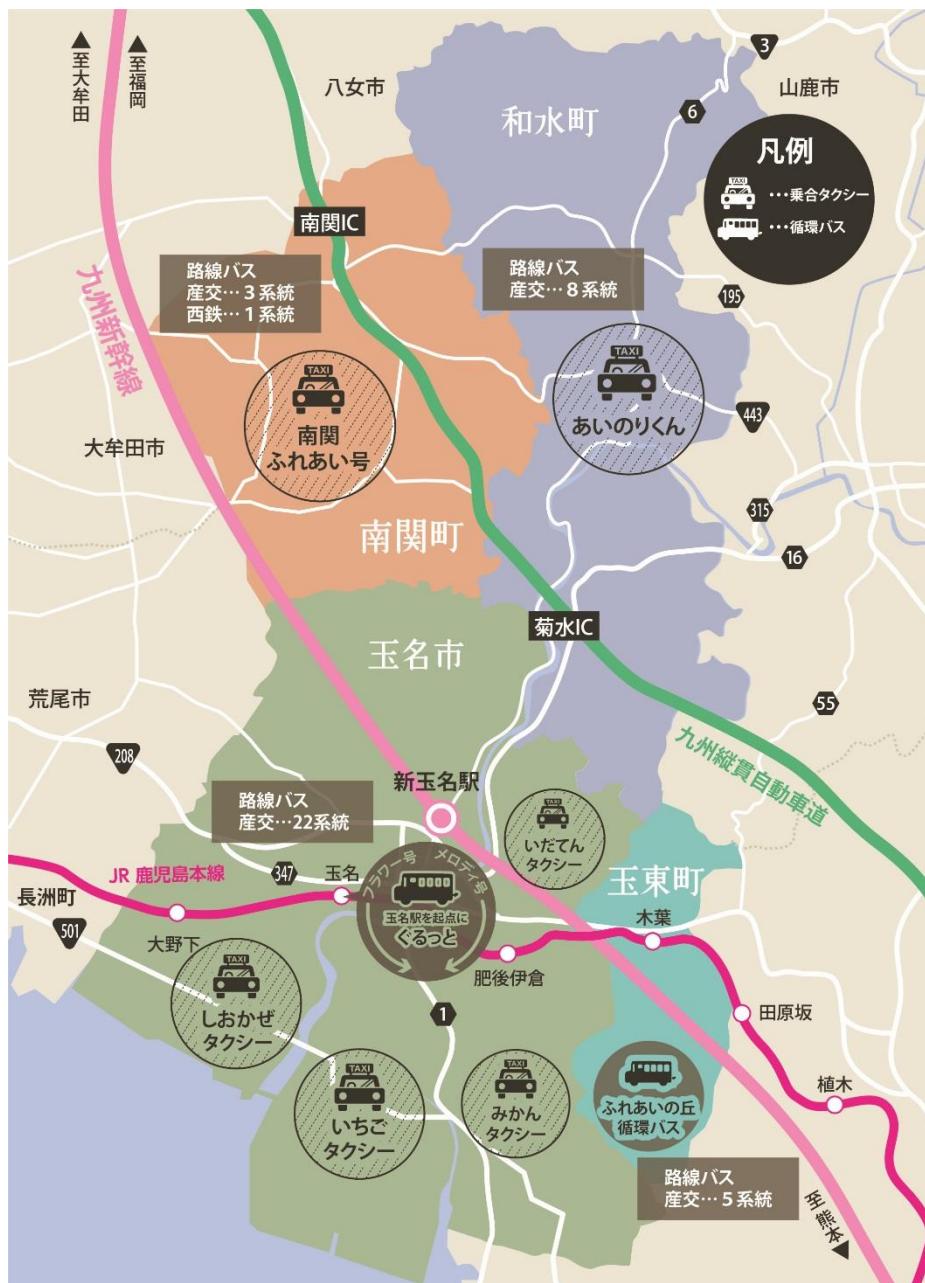 至大牟田
至福岡
八女市
和水町
3
山鹿市
6
凡例
TAXI
…乗合タクシー
…循環バス
南関IC
路線バス
産交…3系統
西鉄…1系統
路線バス
産交…8系統
195
九州新幹線
TAXI
南関
ふれあい号
TAXI
あいのりくん
443
大牟田市
315
南関町
16
菊水IC
玉名市
荒尾市
55
208
九州縦貫自動車道
新玉名駅
路線バス
産交…22系統
TAXI
いだてん
タクシー
玉東町
フラワー号
メロディ号
玉名駅を起点に
ぐるっと
JR 鹿児島本線
347
玉名
長洲町
501
大野下
木葉
肥後伊倉
田原坂
TAXI
しおかぜ
タクシー
1
植木
TAXI
いちご
タクシー
TAXI
みかん
タクシー
ふれあいの丘
循環バス
路線バス
産交…5系統
至熊本